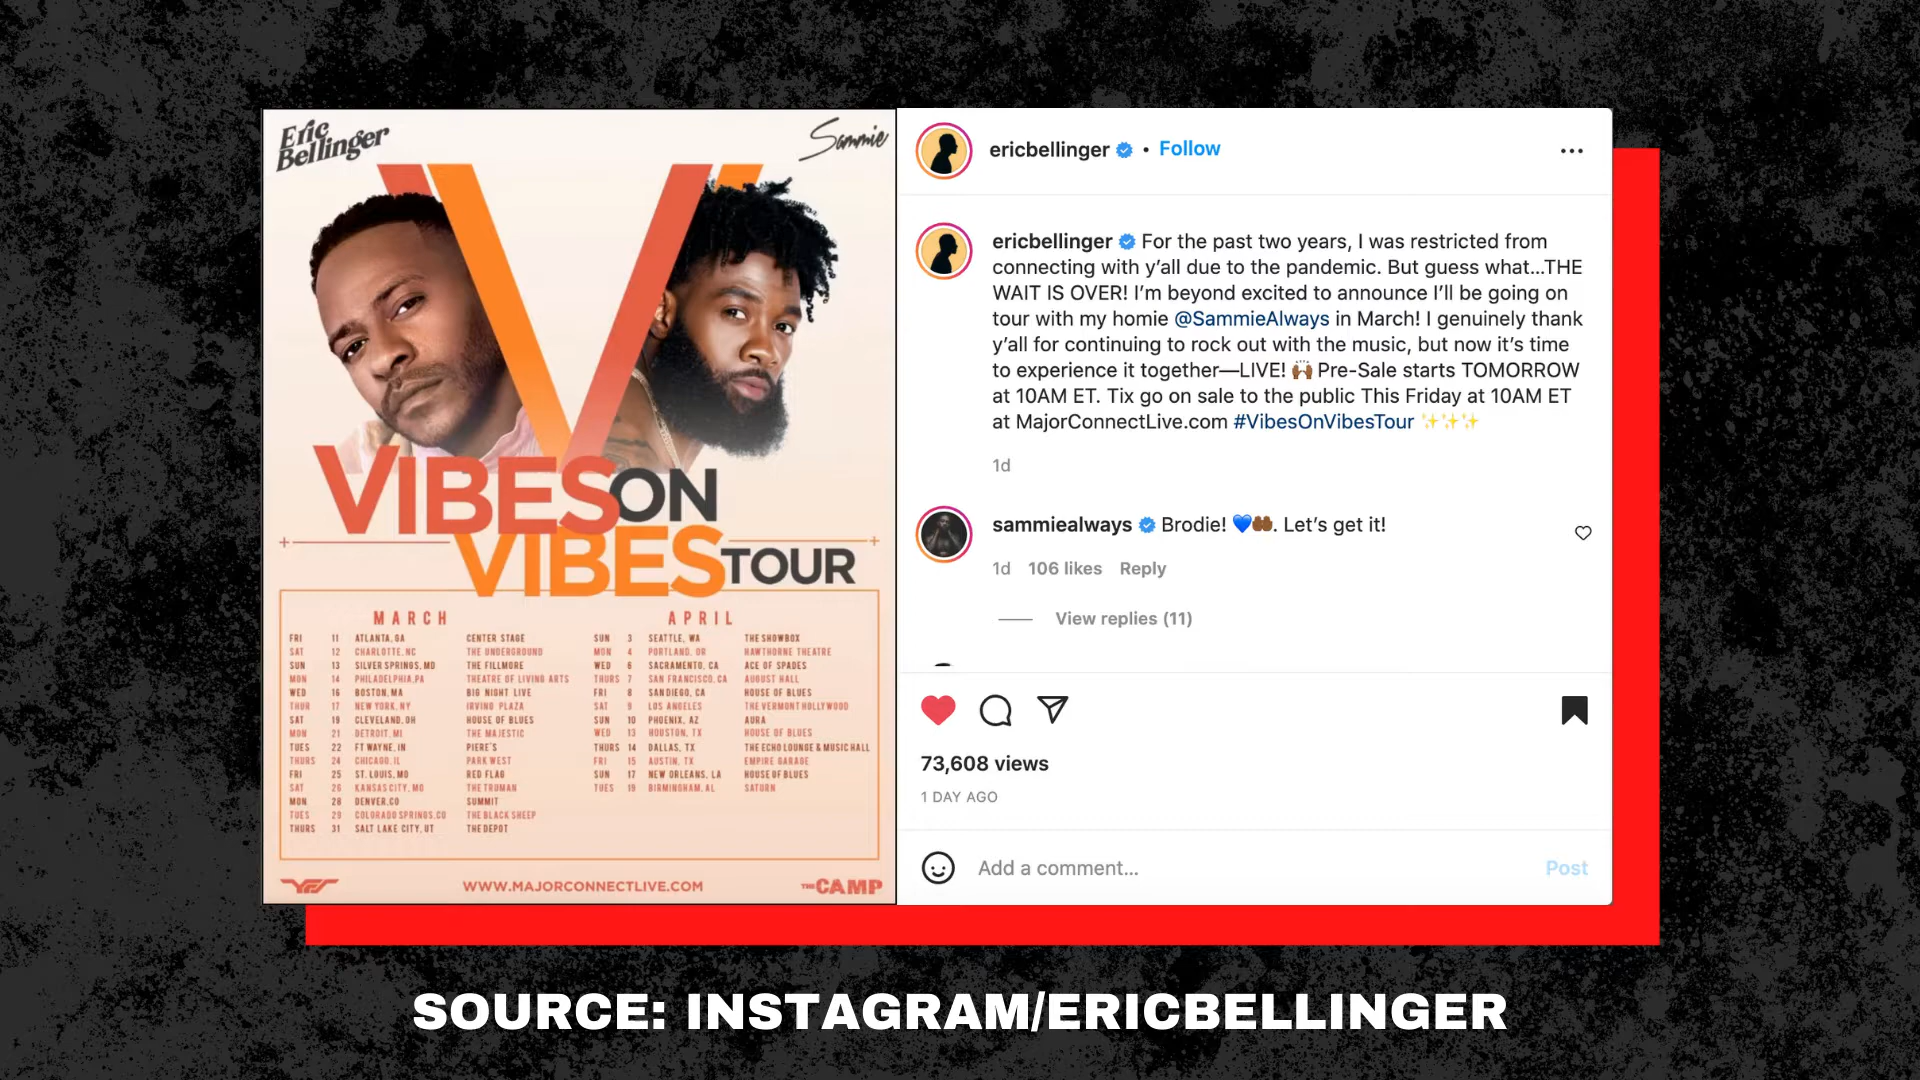 Eric
Bellinger
Sammie
VIBES ON
VIBES TOUR
MARCH
FRI 11 ATLANTA, GA CENTER STAGE
SAT 12 CHARLOTTE, NC THE UNDERGROUND
SUN 13 SILVER SPRINGS, MD THE FILLMORE
MON 14 PHILADELPHIA, PA THEATRE OF LIVING ARTS
WED 16 BOSTON, MA BIG NIGHT LIVE
THUR 17 NEW YORK, NY IRVING PLAZA
SAT 19 CLEVELAND, OH HOUSE OF BLUES
MON 21 DETROIT, MI THE MAJESTIC
TUES 22 FT WAYNE, IN PIERE'S
THURS 24 CHICAGO, IL PARK WEST
FRI 25 ST. LOUIS, MO RED FLAG
SAT 26 KANSAS CITY, MO THE TRUMAN
MON 28 DENVER, CO SUMMIT
TUES 29 COLORADO SPRINGS, CO THE BLACK SHEEP
THURS 31 SALT LAKE CITY, UT THE DEPOT
APRIL
SUN 3 SEATTLE, WA THE SHOWBOX
MON 4 PORTLAND, OR HAWTHORNE THEATRE
WED 6 SACRAMENTO, CA ACE OF SPADES
THURS 7 SAN FRANCISCO, CA AUGUST HALL
FRI 8 SAN DIEGO, CA HOUSE OF BLUES
SAT 9 LOS ANGELES THE VERMONT HOLLYWOOD
SUN 10 PHOENIX, AZ AURA
WED 13 HOUSTON, TX HOUSE OF BLUES
THURS 14 DALLAS, TX THE ECHO LOUNGE & MUSIC HALL
FRI 15 AUSTIN, TX EMPIRE GARAGE
SUN 17 NEW ORLEANS, LA HOUSE OF BLUES
TUES 19 BIRMINGHAM, AL SATURN
YES
WWW.MAJORCONNECTLIVE.COM
THE CAMP
ericbellinger • Follow
ericbellinger For the past two years, I was restricted from
connecting with y’all due to the pandemic. But guess what...THE
WAIT IS OVER! I’m beyond excited to announce I’ll be going on
tour with my homie @SammieAlways in March! I genuinely thank
y’all for continuing to rock out with the music, but now it’s time
to experience it together—LIVE! 🙌🏾 Pre-Sale starts TOMORROW
at 10AM ET. Tix go on sale to the public This Friday at 10AM ET
at MajorConnectLive.com #VibesOnVibesTour ✨✨✨
1d
sammiealways Brodie! 💙🤲🏾. Let’s get it!
1d 106 likes Reply
View replies (11)
73,608 views
1 DAY AGO
Add a comment...
Post
SOURCE: INSTAGRAM/ERICBELLINGER